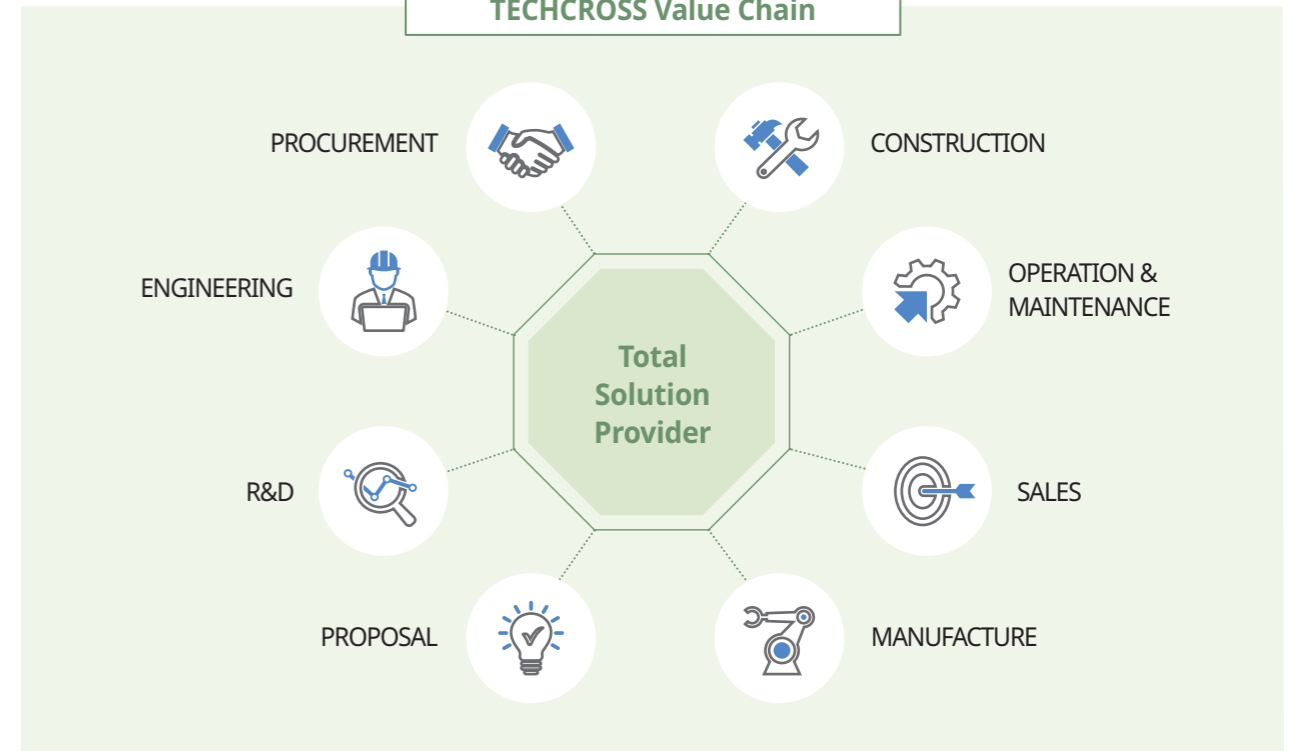 TECHCROSS Value Chain
PROCUREMENT
CONSTRUCTION
ENGINEERING
OPERATION &
MAINTENANCE
Total
Solution
Provider
R&D
SALES
PROPOSAL
MANUFACTURE